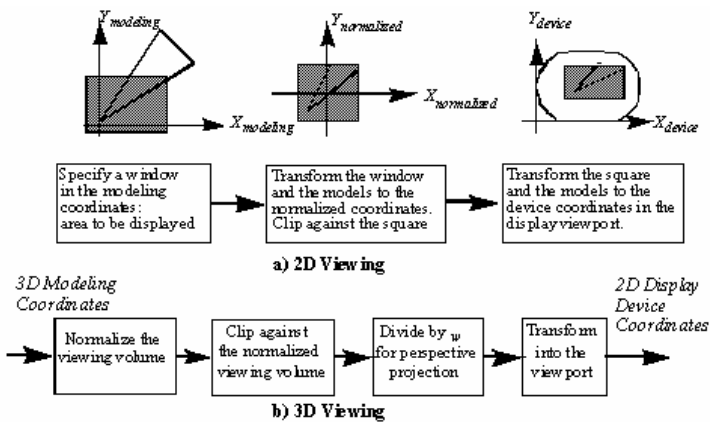 Ymodeling
Xmodeling
Ynormalized
Xnormalized
Ydevice
Xdevice
Specify a window
in the modeling
coordinates:
area to be displayed
Transform the window
and the models to the
normalized coordinates.
Clip against the square
Transform the square
and the models to the
device coordinates in the
display viewport.
a) 2D Viewing
3D Modeling
Coordinates
Normalize the
viewing volume
Clip against
the normalized
viewing volume
Divide by w
for perspective
projection
Transform
into the
viewport
2D Display
Device
Coordinates
b) 3D Viewing